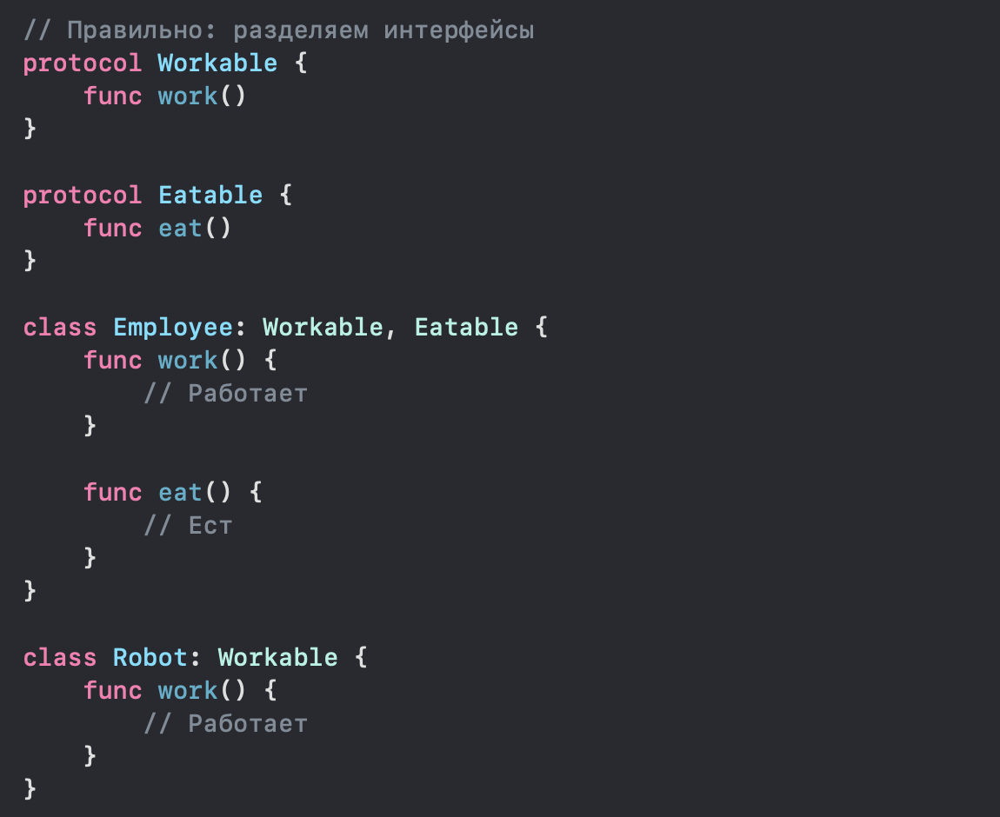 // Правильно: разделяем интерфейсы
protocol Workable {
    func work()
}

protocol Eatable {
    func eat()
}

class Employee: Workable, Eatable {
    func work() {
        // Работает
    }

    func eat() {
        // Ест
    }
}

class Robot: Workable {
    func work() {
        // Работает
    }
}